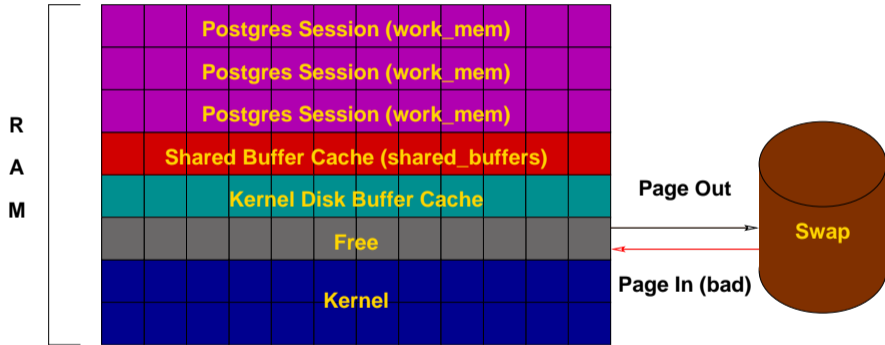 Postgres Session (work_mem)
Postgres Session (work_mem)
Postgres Session (work_mem)
Shared Buffer Cache (shared_buffers)
Kernel Disk Buffer Cache
Free
Kernel
R
A
M
Page Out
Swap
Page In (bad)